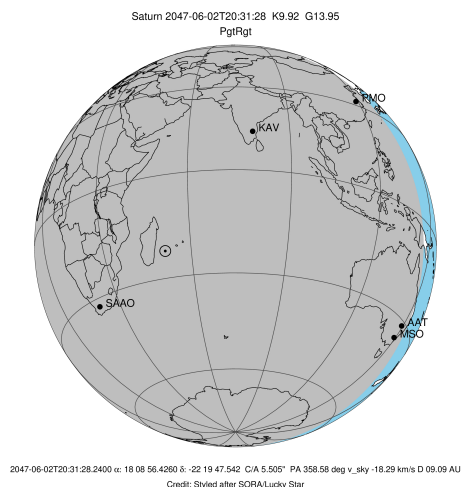 Saturn 2047-06-02T20:31:28 K9.92 G13.95
PgtRgt
PMO
KAV
SAAO
AAT
MSO
2047-06-02T20:31:28.2400 α: 18 08 56.4260 δ: -22 19 47.542 C/A 5.505" PA 358.58 deg v_sky -18.29 km/s D 09.09 AU
Credit: Styled after SORA/Lucky Star